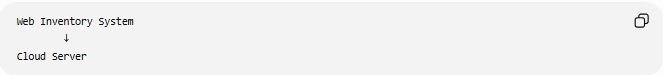 Web Inventory System
↓
Cloud Server